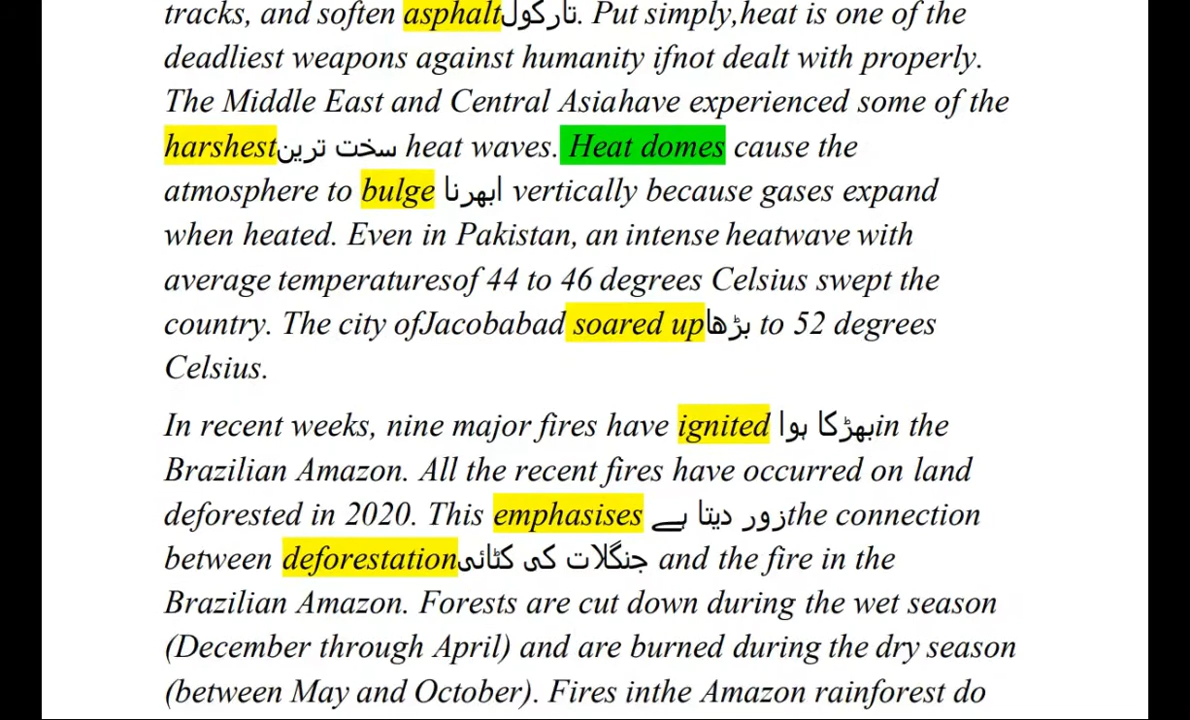 tracks, and soften asphaltتارکول. Put simply,heat is one of the
deadliest weapons against humanity ifnot dealt with properly.
The Middle East and Central Asiahave experienced some of the
harshestسخت ترین heat waves. Heat domes cause the
atmosphere to bulge ابھرنا vertically because gases expand
when heated. Even in Pakistan, an intense heatwave with
average temperaturesof 44 to 46 degrees Celsius swept the
country. The city ofJacobabad soared upبڑھا to 52 degrees
Celsius.
In recent weeks, nine major fires have ignited بھڑکا ہواin the
Brazilian Amazon. All the recent fires have occurred on land
deforested in 2020. This emphasises زور دیتا ہےthe connection
between deforestationجنگلات کی کٹائی and the fire in the
Brazilian Amazon. Forests are cut down during the wet season
(December through April) and are burned during the dry season
(between May and October). Fires inthe Amazon rainforest do